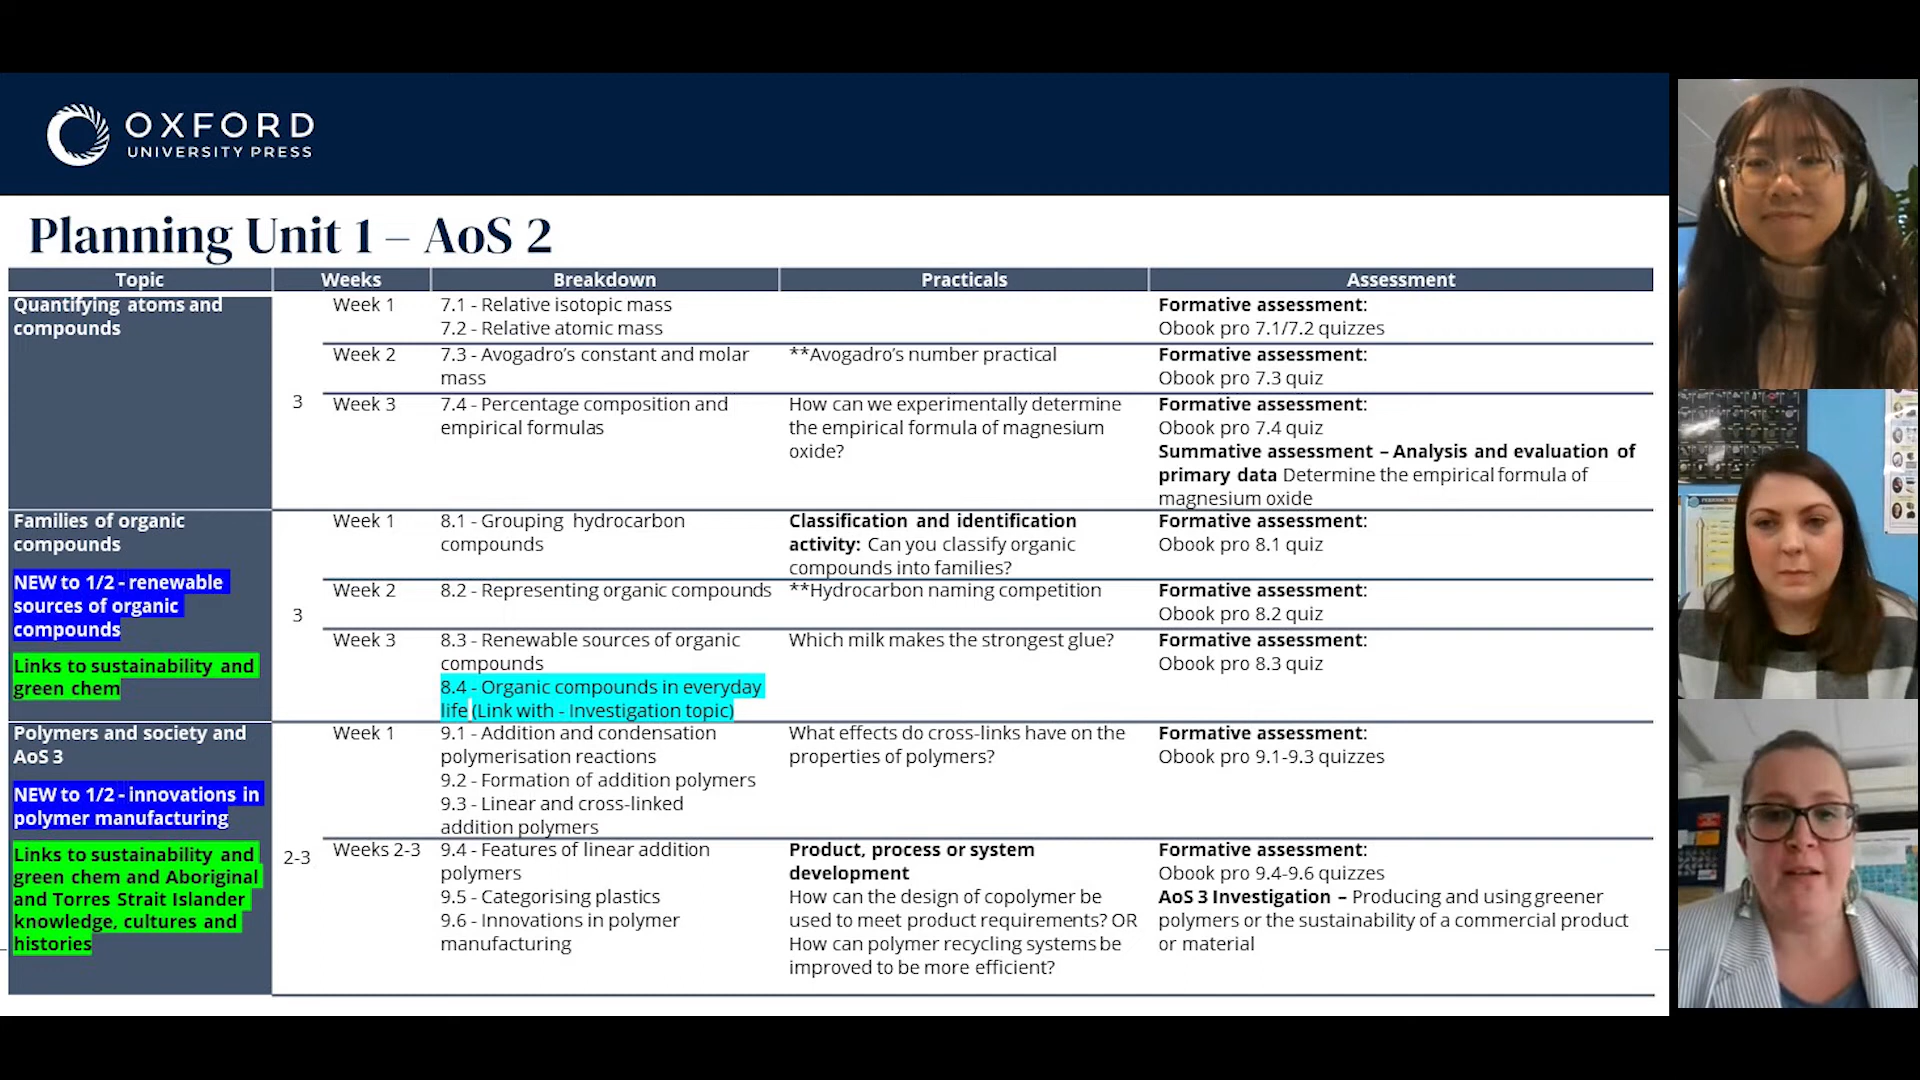 OXFORD
UNIVERSITY PRESS
Planning Unit 1 – AoS 2
Topic
Weeks
Breakdown
Practicals
Assessment
Quantifying atoms and
compounds
3
Week 1
7.1 - Relative isotopic mass
7.2 - Relative atomic mass
Formative assessment:
Obook pro 7.1/7.2 quizzes
Week 2
7.3 - Avogadro's constant and molar
mass
**Avogadro's number practical
Formative assessment:
Obook pro 7.3 quiz
Week 3
7.4 - Percentage composition and
empirical formulas
How can we experimentally determine
the empirical formula of magnesium
oxide?
Formative assessment:
Obook pro 7.4 quiz
Summative assessment – Analysis and evaluation of
primary data Determine the empirical formula of
magnesium oxide
Families of organic
compounds
NEW to 1/2 - renewable
sources of organic
compounds
Links to sustainability and
green chem
3
Week 1
8.1 - Grouping hydrocarbon
compounds
Classification and identification
activity: Can you classify organic
compounds into families?
Formative assessment:
Obook pro 8.1 quiz
Week 2
8.2 - Representing organic compounds
**Hydrocarbon naming competition
Formative assessment:
Obook pro 8.2 quiz
Week 3
8.3 - Renewable sources of organic
compounds
8.4 - Organic compounds in everyday
life (Link with - Investigation topic)
Which milk makes the strongest glue?
Formative assessment:
Obook pro 8.3 quiz
Polymers and society and
AoS 3
NEW to 1/2 - innovations in
polymer manufacturing
Links to sustainability and
green chem and Aboriginal
and Torres Strait Islander
knowledge, cultures and
histories
2-3
Week 1
9.1 - Addition and condensation
polymerisation reactions
9.2 - Formation of addition polymers
9.3 - Linear and cross-linked
addition polymers
What effects do cross-links have on the
properties of polymers?
Formative assessment:
Obook pro 9.1-9.3 quizzes
Weeks 2-3
9.4 - Features of linear addition
polymers
9.5 - Categorising plastics
9.6 - Innovations in polymer
manufacturing
Product, process or system
development
How can the design of copolymer be
used to meet product requirements? OR
How can polymer recycling systems be
improved to be more efficient?
Formative assessment:
Obook pro 9.4-9.6 quizzes
AoS 3 Investigation – Producing and using greener
polymers or the sustainability of a commercial product
or material